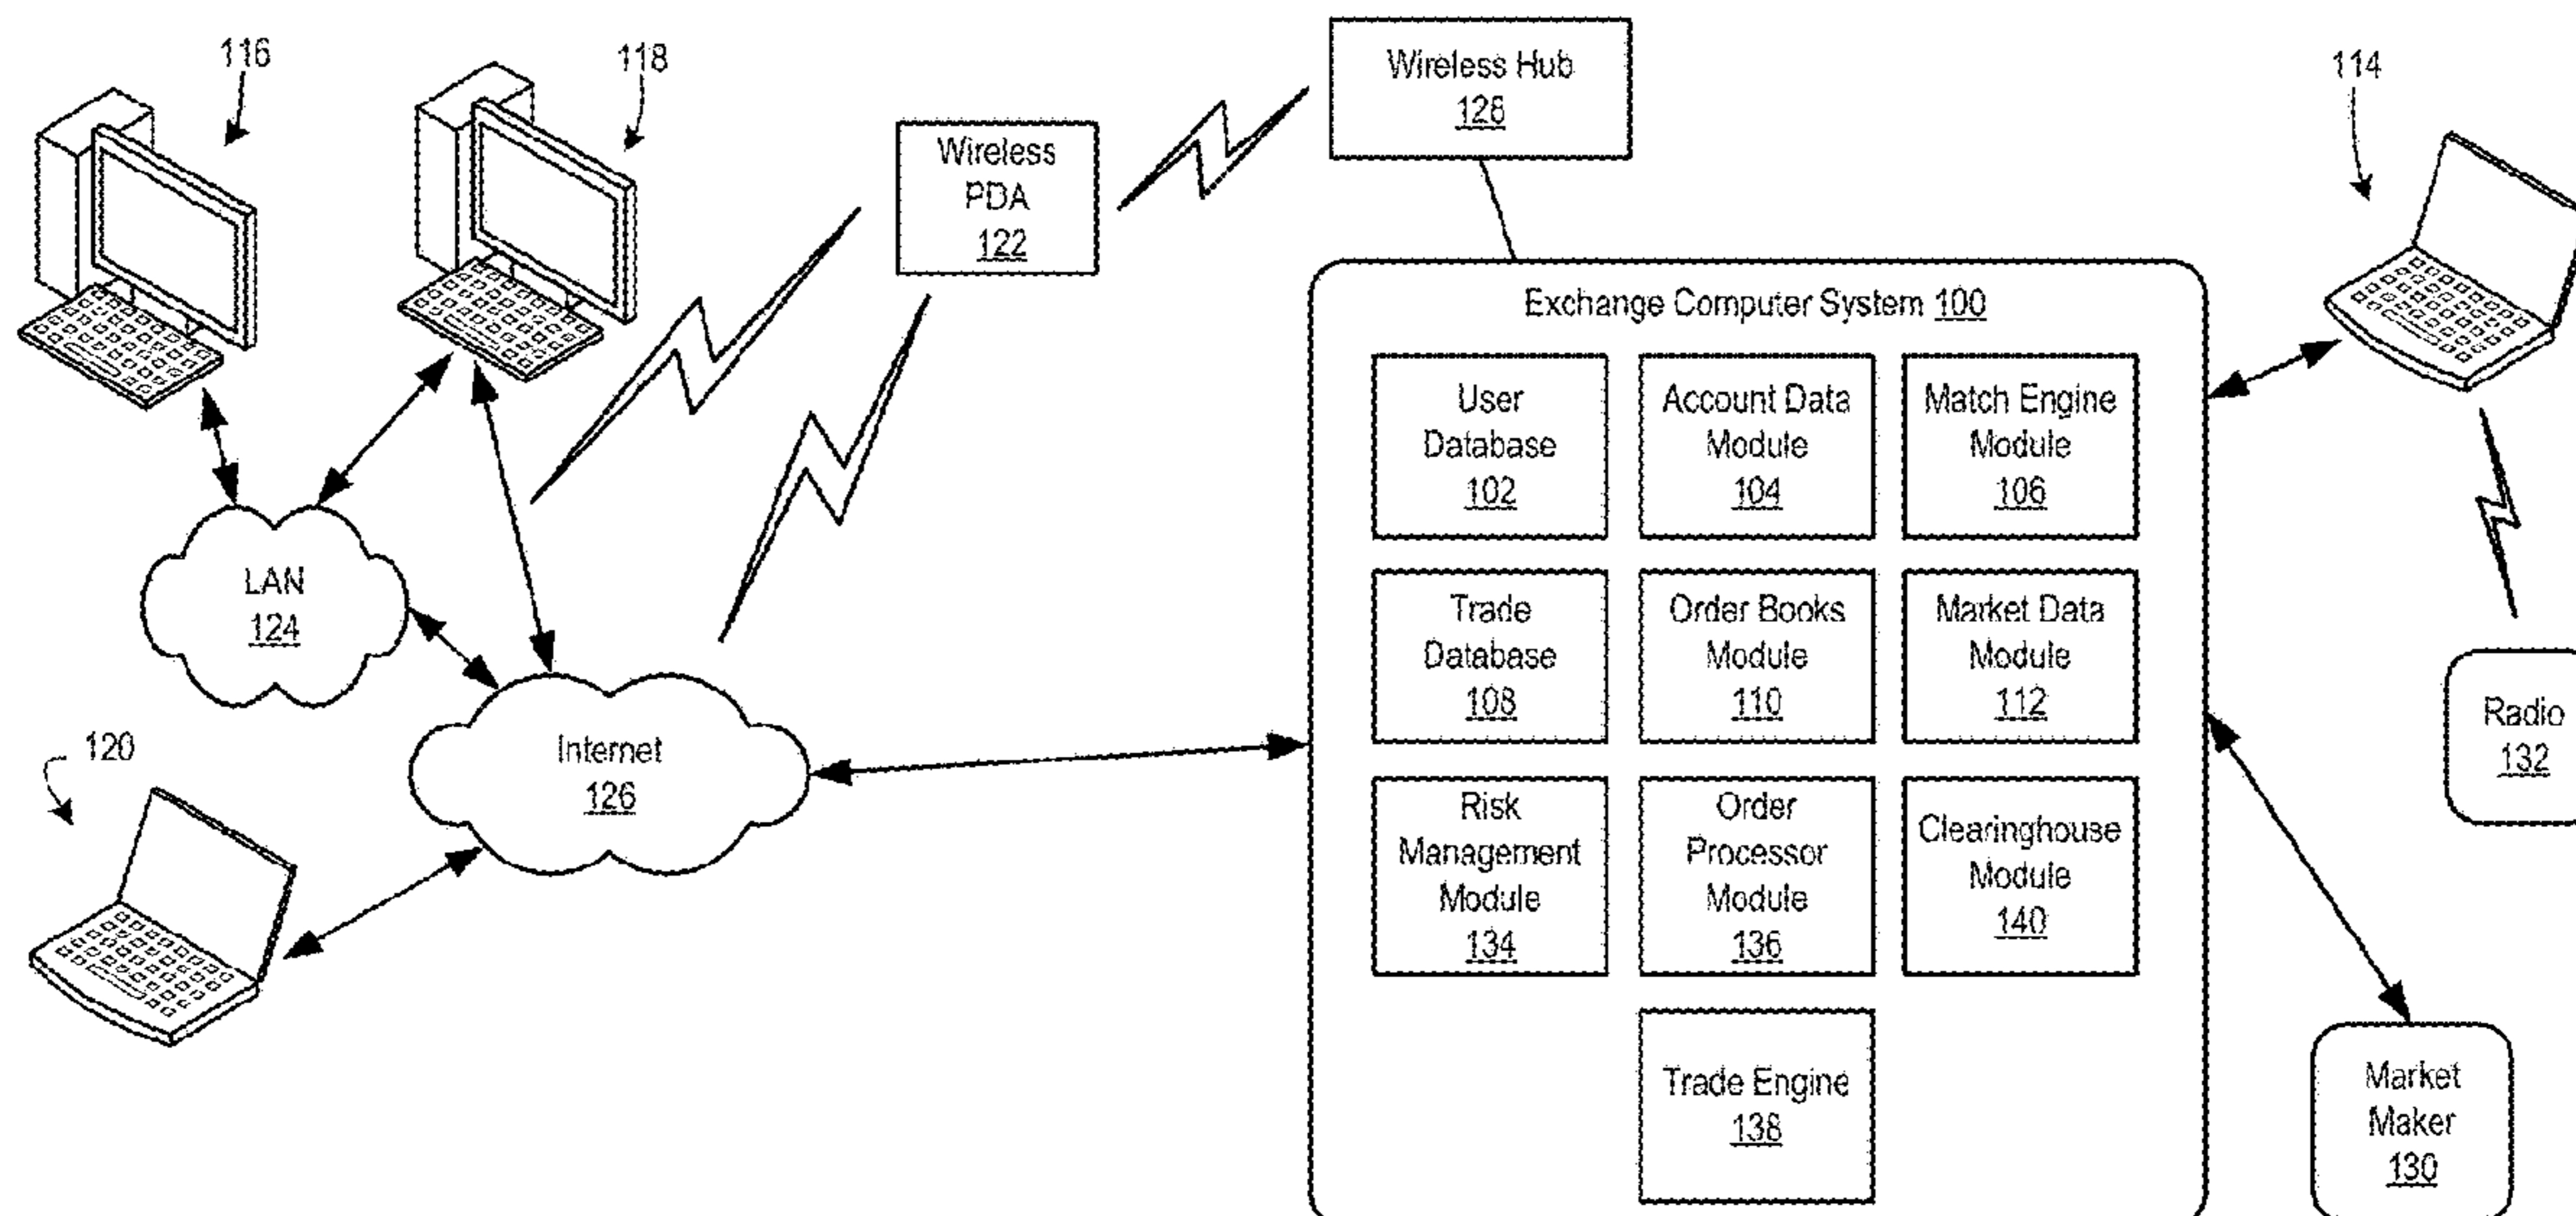 116
118
Wireless Hub
128
114
Wireless
PDA
122
Exchange Computer System 100
User
Database
102
Account Data
Module
104
Match Engine
Module
106
LAN
124
Trade
Database
108
Order Books
Module
110
Market Data
Module
112
Radio
132
120
Internet
126
Risk
Management
Module
134
Order
Processor
Module
136
Clearinghouse
Module
140
Trade Engine
138
Market
Maker
130